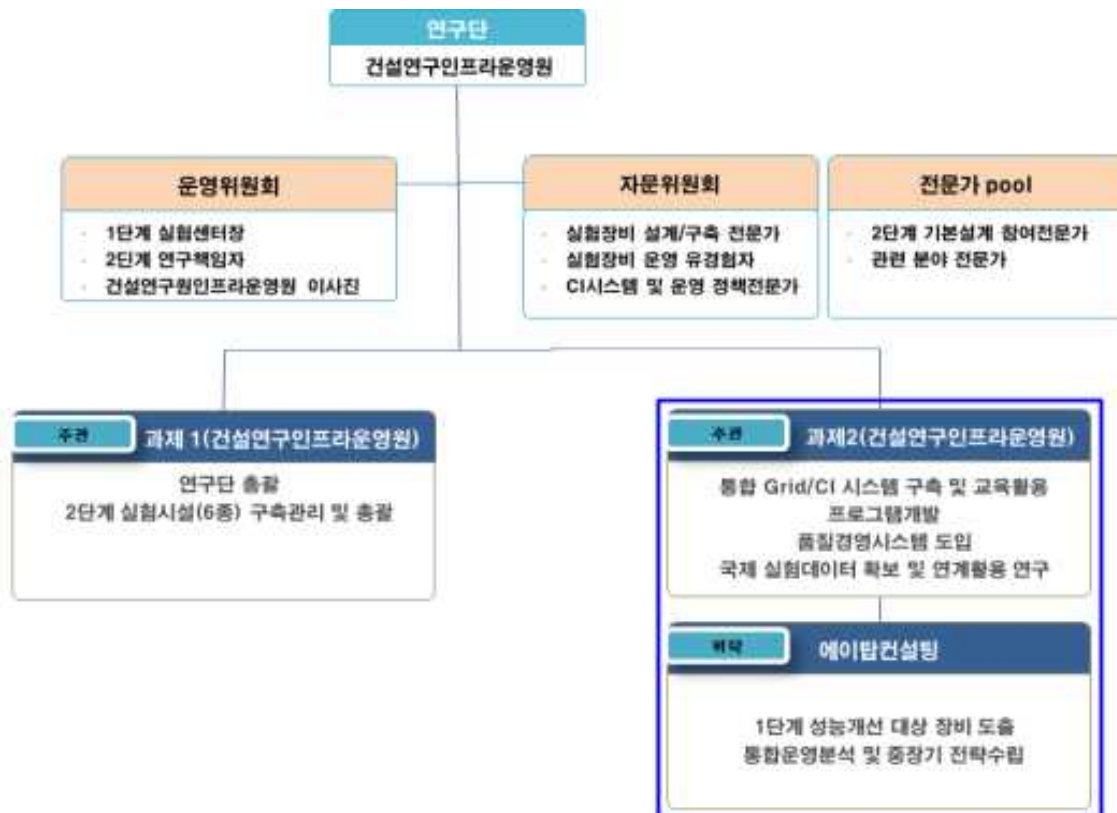 연구단
건설연구인프라운영원
운영위원회
· 1단계 실험센터장
· 2단계 연구책임자
· 건설연구원인프라운영원 이사진
자문위원회
· 실험장비 설계/구축 전문가
· 실험장비 운영 유경험자
· CI시스템 및 운영 정책전문가
전문가 pool
· 2단계 기본설계 참여전문가
· 관련 분야 전문가
주관
과제 1(건설연구인프라운영원)
연구단 총괄
2단계 실험시설(6종) 구축관리 및 총괄
주관
과제2(건설연구인프라운영원)
통합 Grid/CI 시스템 구축 및 교육활용
프로그램개발
품질경영시스템 도입
국제 실험데이터 확보 및 연계활용 연구
위탁
에이탑컨설팅
1단계 성능개선 대상 장비 도출
통합운영분석 및 중장기 전략수립